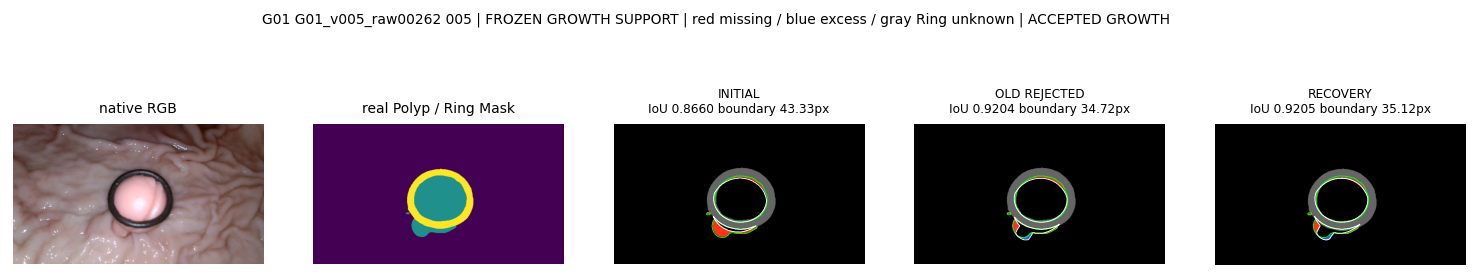 G01 G01_v005_raw00262 005 | FROZEN GROWTH SUPPORT | red missing / blue excess / gray Ring unknown | ACCEPTED GROWTH
native RGB
real Polyp / Ring Mask
INITIAL
IoU 0.8660 boundary 43.33px
OLD REJECTED
IoU 0.9204 boundary 34.72px
RECOVERY
IoU 0.9205 boundary 35.12px